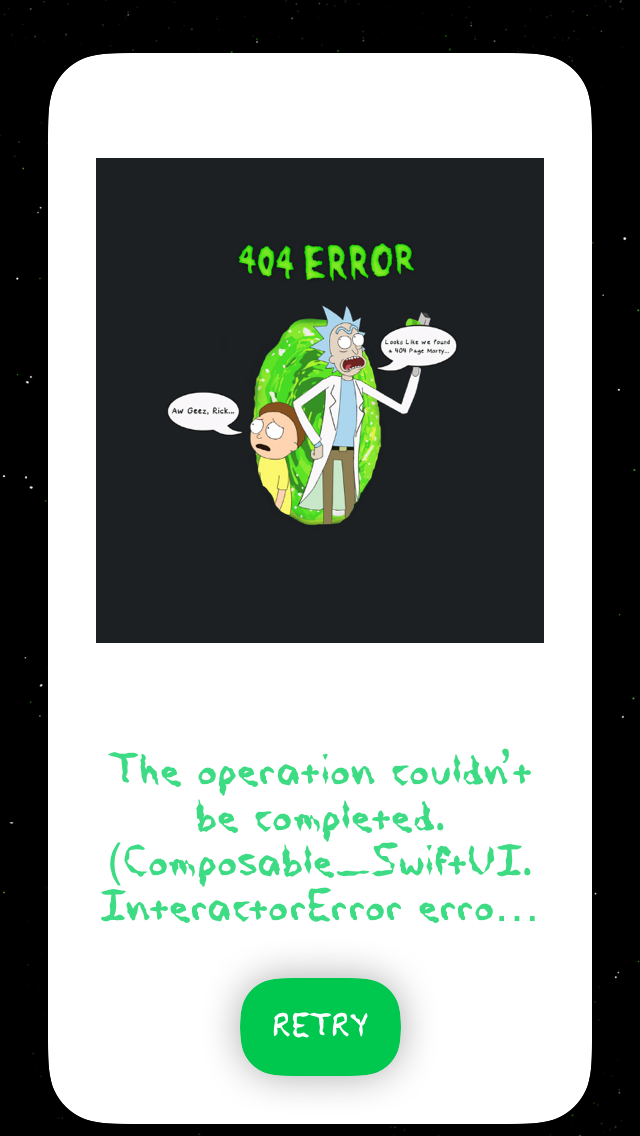 404 ERROR
Looks Like we found
a 404 Page Morty...
Aw Geez, Rick...
The operation couldn't
be completed.
(Composable_SwiftUI.
InteractorError erro...
RETRY